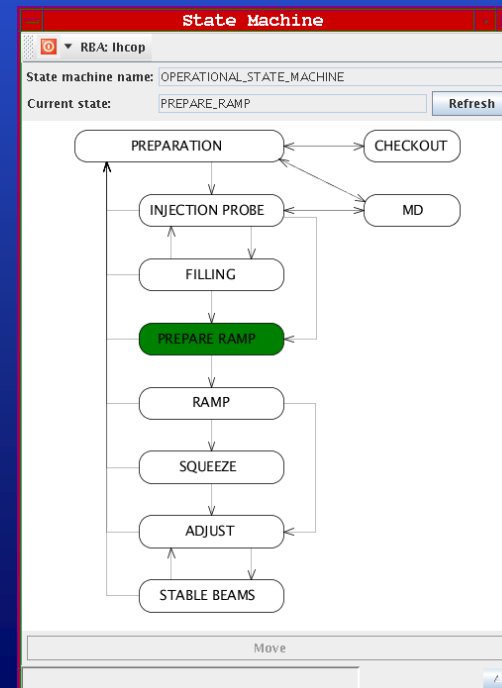 State Machine
RBA: lhcop
State machine name: OPERATIONAL_STATE_MACHINE
Current state: PREPARE_RAMP Refresh
PREPARATION CHECKOUT
INJECTION PROBE MD
FILLING
PREPARE RAMP
RAMP
SQUEEZE
ADJUST
STABLE BEAMS
Move